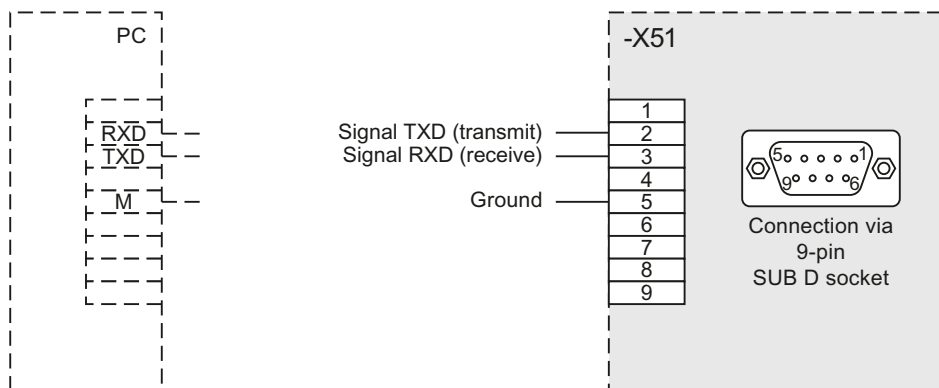 PC
RXD
TXD
M
Signal TXD (transmit)
Signal RXD (receive)
Ground
-X51
1
2
3
4
5
6
7
8
9
5 1
9 6
Connection via
9-pin
SUB D socket